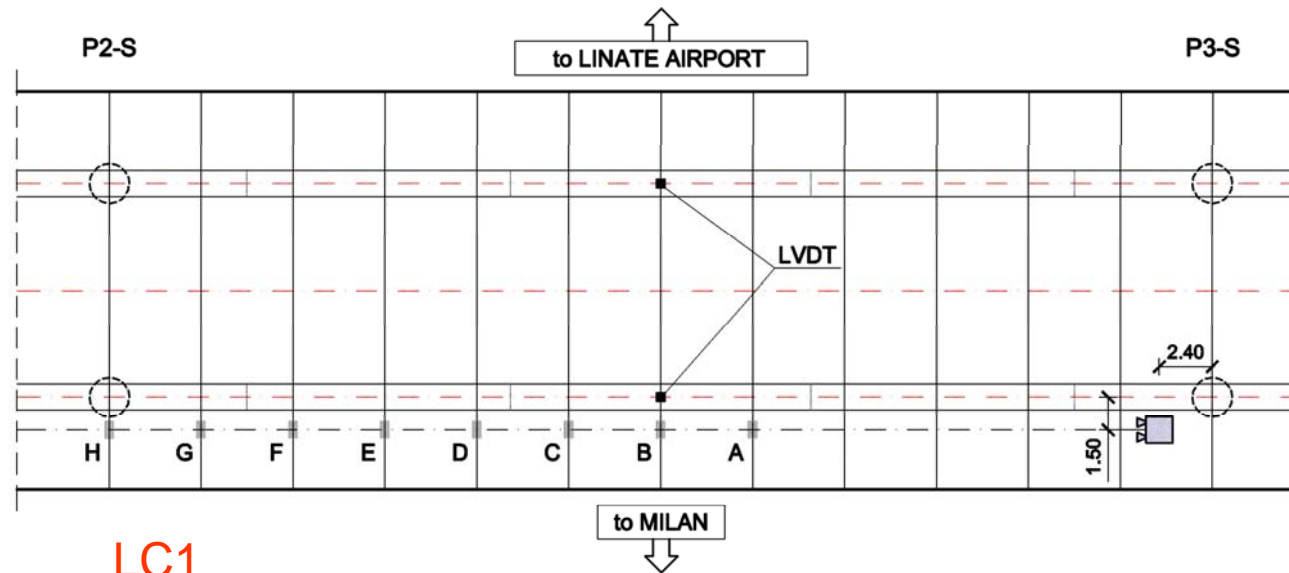 P2-S
to LINATE AIRPORT
P3-S
LVDT
2.40
1.50
H G F E D C B A
to MILAN
LC1